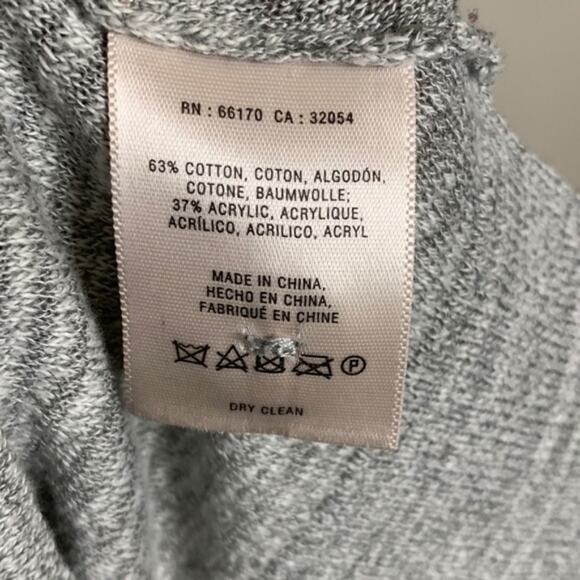 RN : 66170 CA : 32054
63% COTTON, COTON, ALGODÓN,
COTONE, BAUMWOLLE;
37% ACRYLIC, ACRYLIQUE,
ACRÍLICO, ACRILICO, ACRYL
MADE IN CHINA,
HECHO EN CHINA,
FABRIQUÉ EN CHINE
P
DRY CLEAN